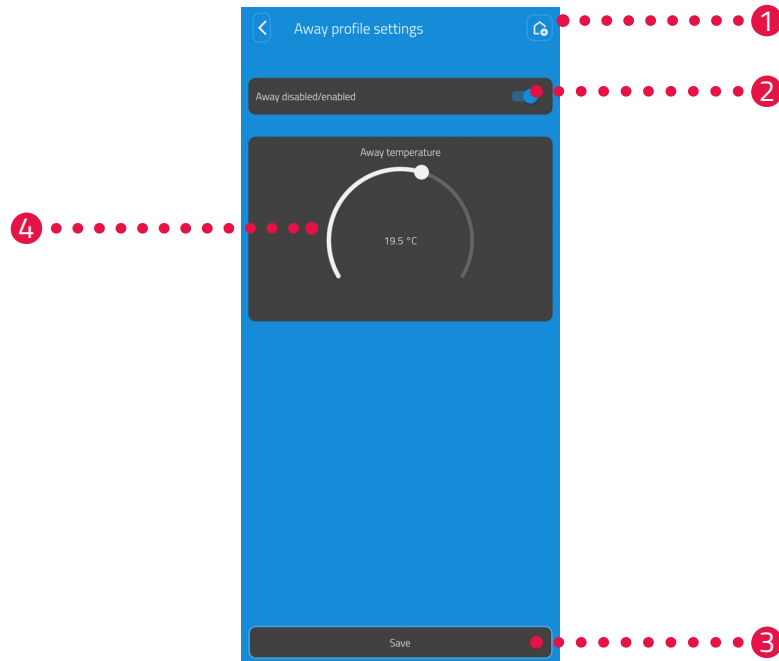 Away profile settings
1
Away disabled/enabled
2
Away temperature
4
19.5 °C
Save
3